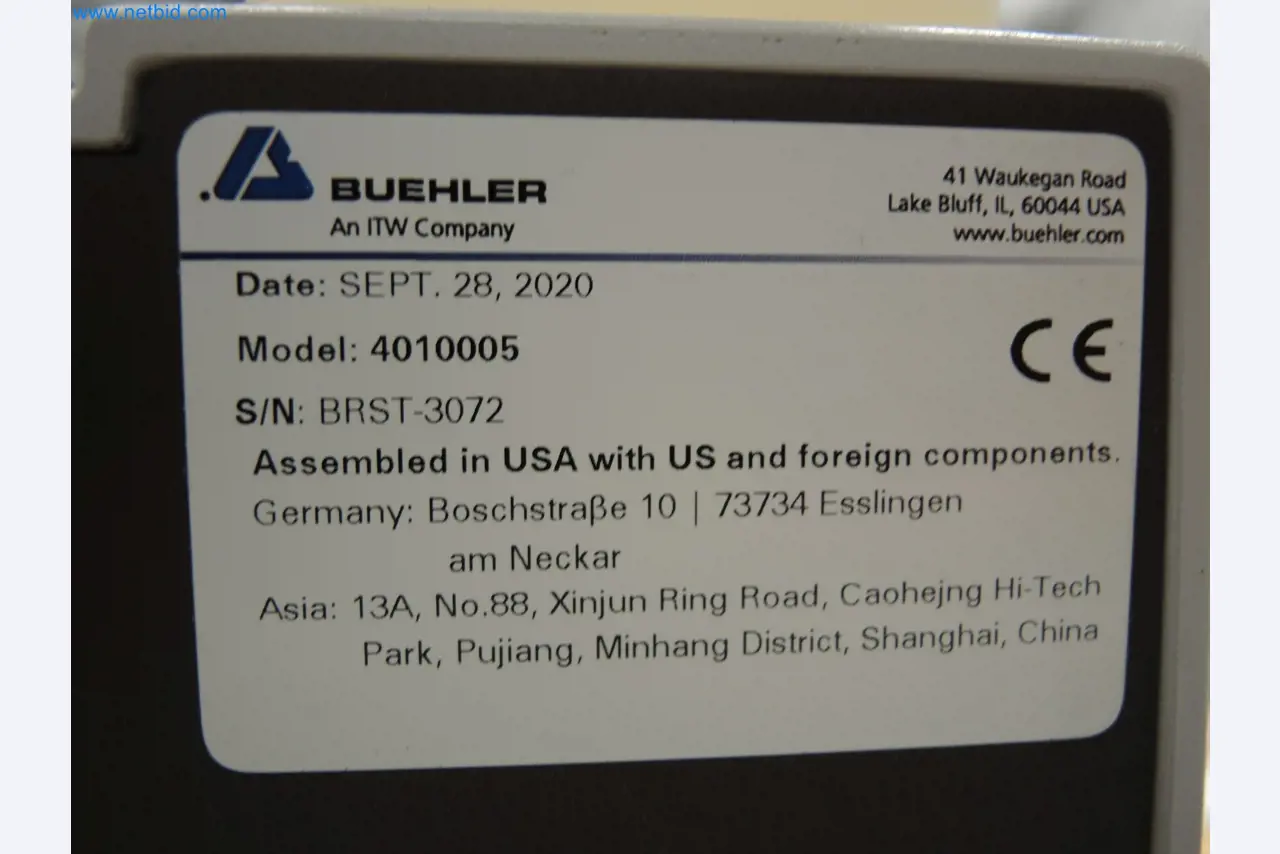 www.netbid.com
BUEHLER
An ITW Company
41 Waukegan Road
Lake Bluff, IL, 60044 USA
www.buehler.com
Date: SEPT. 28, 2020
Model: 4010005
S/N: BRST-3072
Assembled in USA with US and foreign components.
Germany: Boschstraße 10 | 73734 Esslingen
am Neckar
Asia: 13A, No.88, Xinjun Ring Road, Caohejng Hi-Tech
Park, Pujiang, Minhang District, Shanghai, China
CE